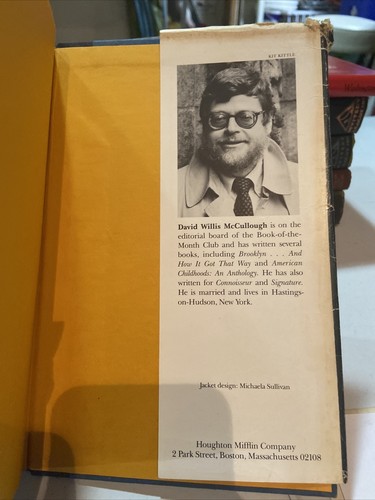 KIT KITTLE
David Willis McCullough is on the
editorial board of the Book-of-the-
Month Club and has written several
books, including Brooklyn . . . And
How It Got That Way and American
Childhoods: An Anthology. He has also
written for Connoisseur and Signature.
He is married and lives in Hastings-
on-Hudson, New York.
Jacket design: Michaela Sullivan
Houghton Mifflin Company
2 Park Street, Boston, Massachusetts 02108